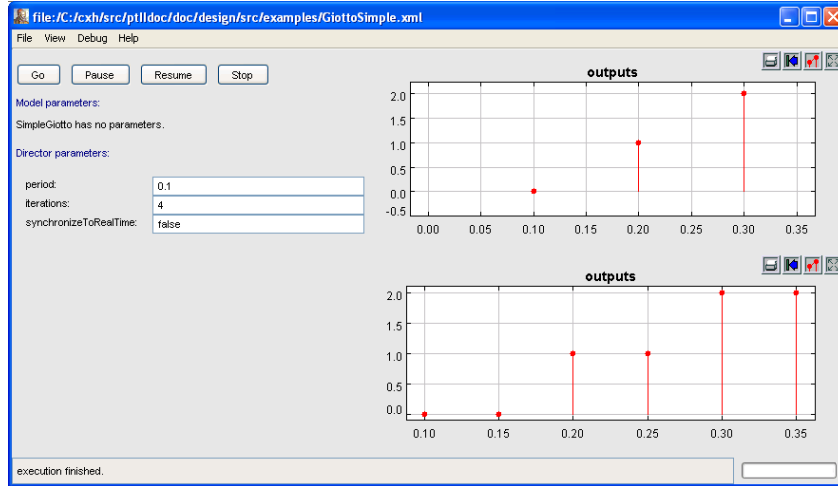 file:/C:/cxh/src/ptIIdoc/doc/design/src/examples/GiottoSimple.xml
File View Debug Help
Go Pause Resume Stop
Model parameters:
SimpleGiotto has no parameters.
Director parameters:
period: 0.1
iterations: 4
synchronizeToRealTime: false
outputs
2.0
1.5
1.0
0.5
0.0
-0.5
0.00 0.05 0.10 0.15 0.20 0.25 0.30 0.35
outputs
2.0
1.5
1.0
0.5
0.0
0.10 0.15 0.20 0.25 0.30 0.35
execution finished.